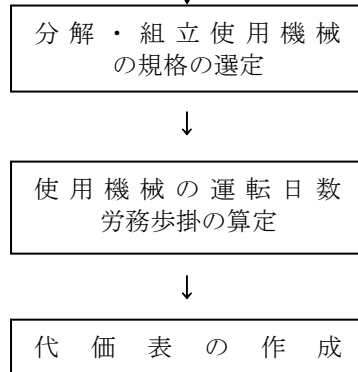 分解・組立使用機械
の規格の選定
↓
使用機械の運転日数
労務歩掛の算定
↓
代価表の作成